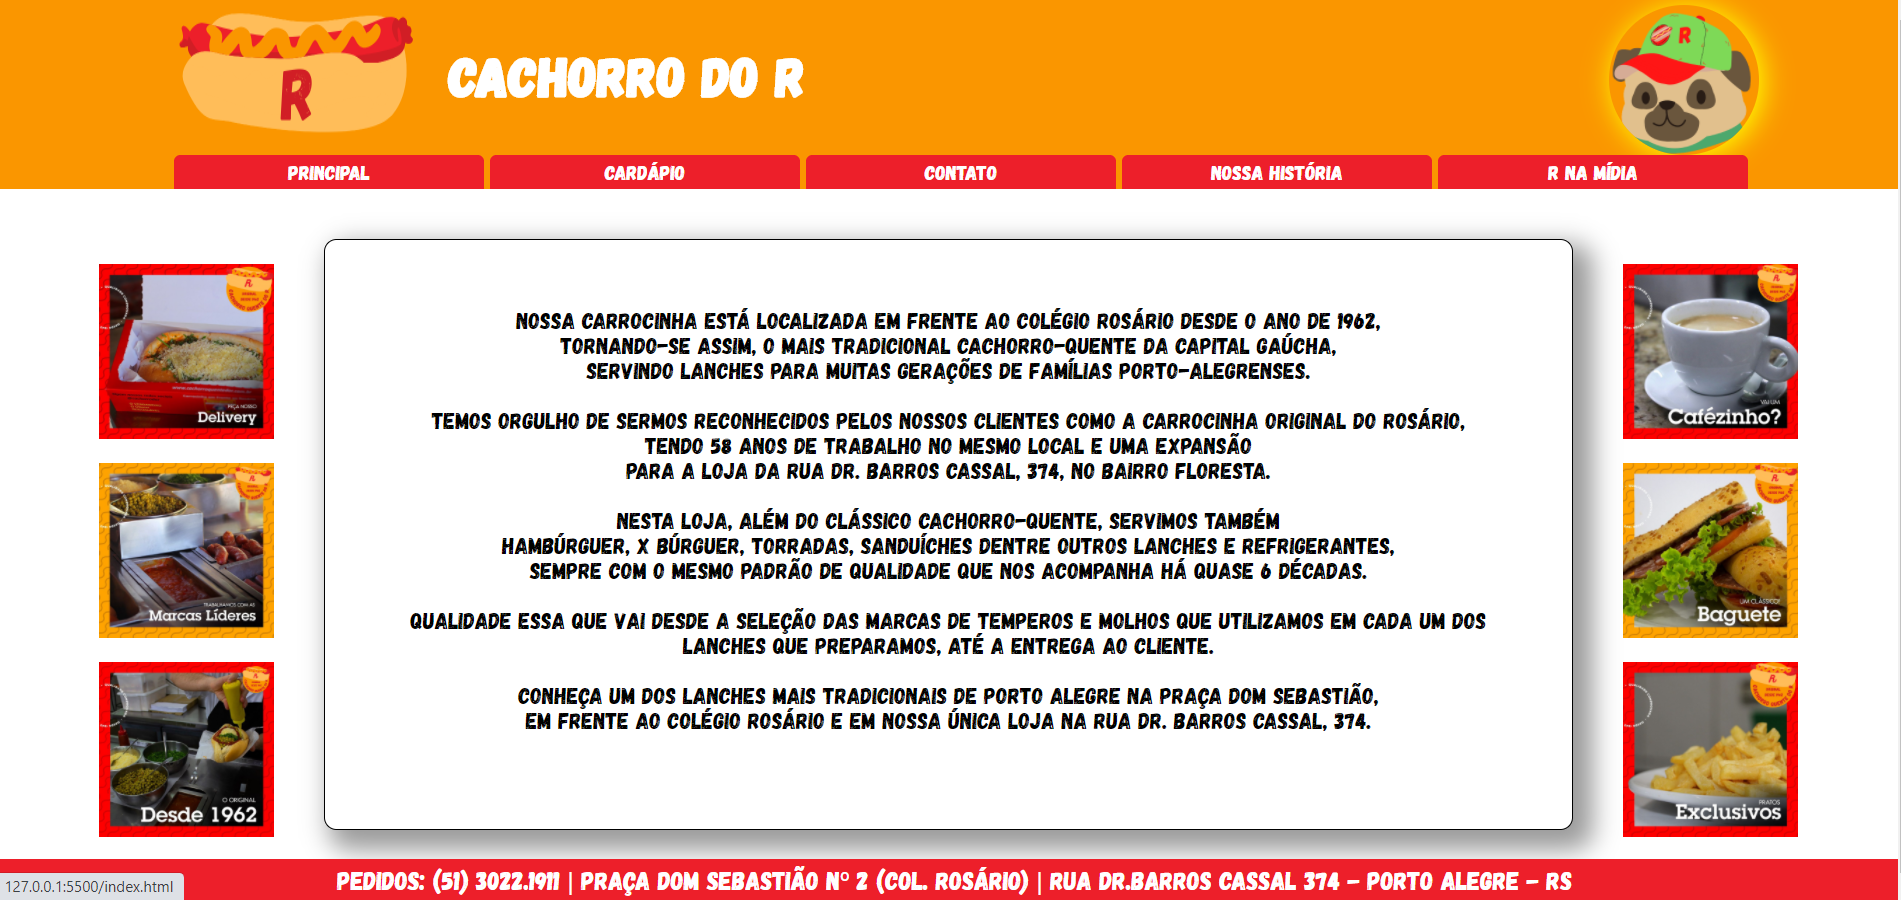 R
CACHORRO DO R
R
PRINCIPAL
CARDÁPIO
CONTATO
NOSSA HISTÓRIA
R NA MÍDIA
PEÇA NOSSO
Delivery
TRABALHAMOS COM AS
Marcas Líderes
O ORIGINAL
Desde 1962
NOSSA CARROCINHA ESTÁ LOCALIZADA EM FRENTE AO COLÉGIO ROSÁRIO DESDE O ANO DE 1962,
TORNANDO-SE ASSIM, O MAIS TRADICIONAL CACHORRO-QUENTE DA CAPITAL GAÚCHA,
SERVINDO LANCHES PARA MUITAS GERAÇÕES DE FAMÍLIAS PORTO-ALEGRENSES.
TEMOS ORGULHO DE SERMOS RECONHECIDOS PELOS NOSSOS CLIENTES COMO A CARROCINHA ORIGINAL DO ROSÁRIO,
TENDO 58 ANOS DE TRABALHO NO MESMO LOCAL E UMA EXPANSÃO
PARA A LOJA DA RUA DR. BARROS CASSAL, 374, NO BAIRRO FLORESTA.
NESTA LOJA, ALÉM DO CLÁSSICO CACHORRO-QUENTE, SERVIMOS TAMBÉM
HAMBÚRGUER, X BÚRGUER, TORRADAS, SANDUÍCHES DENTRE OUTROS LANCHES E REFRIGERANTES,
SEMPRE COM O MESMO PADRÃO DE QUALIDADE QUE NOS ACOMPANHA HÁ QUASE 6 DÉCADAS.
QUALIDADE ESSA QUE VAI DESDE A SELEÇÃO DAS MARCAS DE TEMPEROS E MOLHOS QUE UTILIZAMOS EM CADA UM DOS
LANCHES QUE PREPARAMOS, ATÉ A ENTREGA AO CLIENTE.
CONHEÇA UM DOS LANCHES MAIS TRADICIONAIS DE PORTO ALEGRE NA PRAÇA DOM SEBASTIÃO,
EM FRENTE AO COLÉGIO ROSÁRIO E EM NOSSA ÚNICA LOJA NA RUA DR. BARROS CASSAL, 374.
VAI UM
Cafézinho?
UM CLÁSSICO!
Baguete
PRATOS
Exclusivos
PEDIDOS: (51) 3022.1911 | PRAÇA DOM SEBASTIÃO Nº 2 (COL. ROSÁRIO) | RUA DR.BARROS CASSAL 374 - PORTO ALEGRE - RS
127.0.0.1:5500/index.html